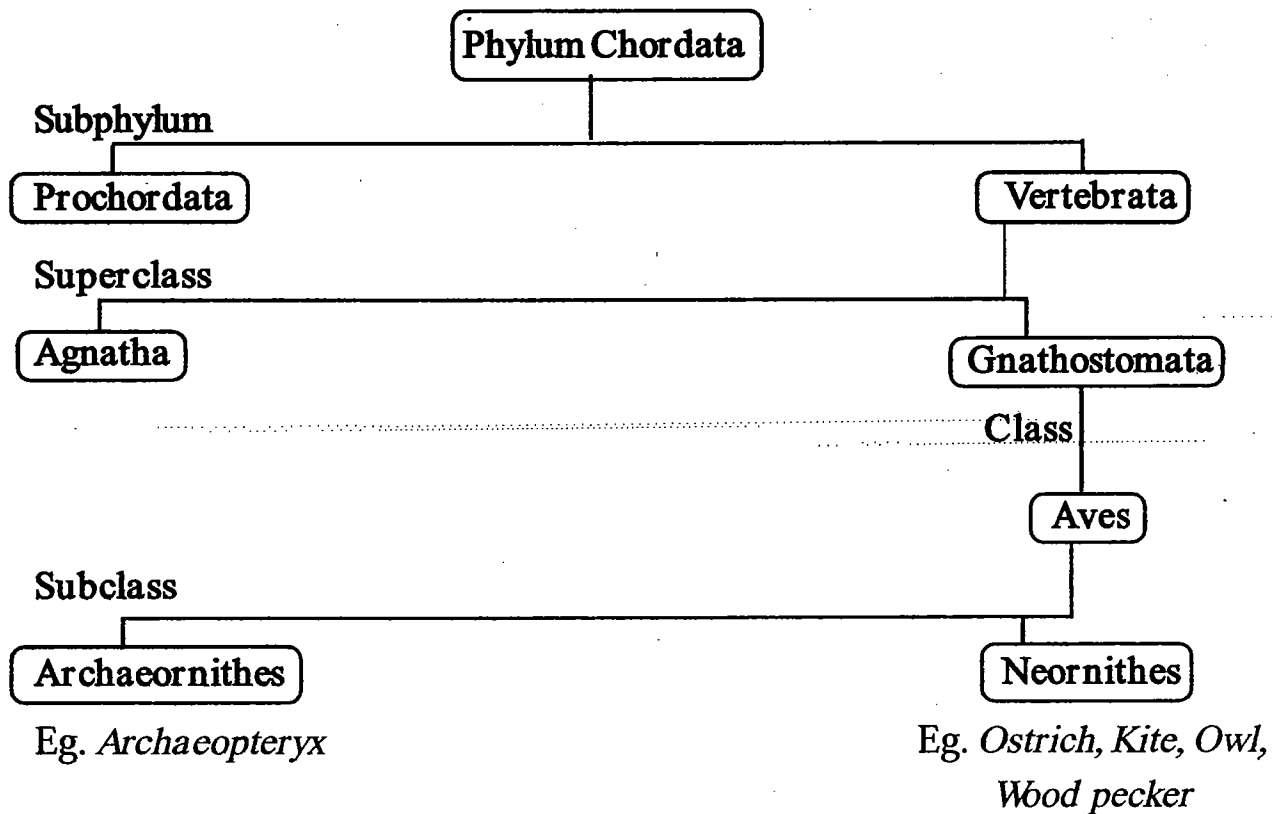 Phylum Chordata
Subphylum
Prochordata
Vertebrata
Superclass
Agnatha
Gnathostomata
Class
Aves
Subclass
Archaeornithes
Neornithes
Eg. Archaeopteryx
Eg. Ostrich, Kite, Owl,
Wood pecker